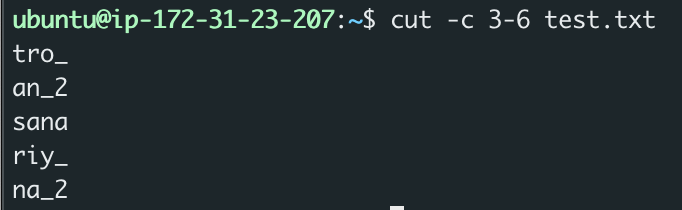 ubuntu@ip-172-31-23-207:~$ cut -c 3-6 test.txt
tro_
an_2
sana
riy_
na_2